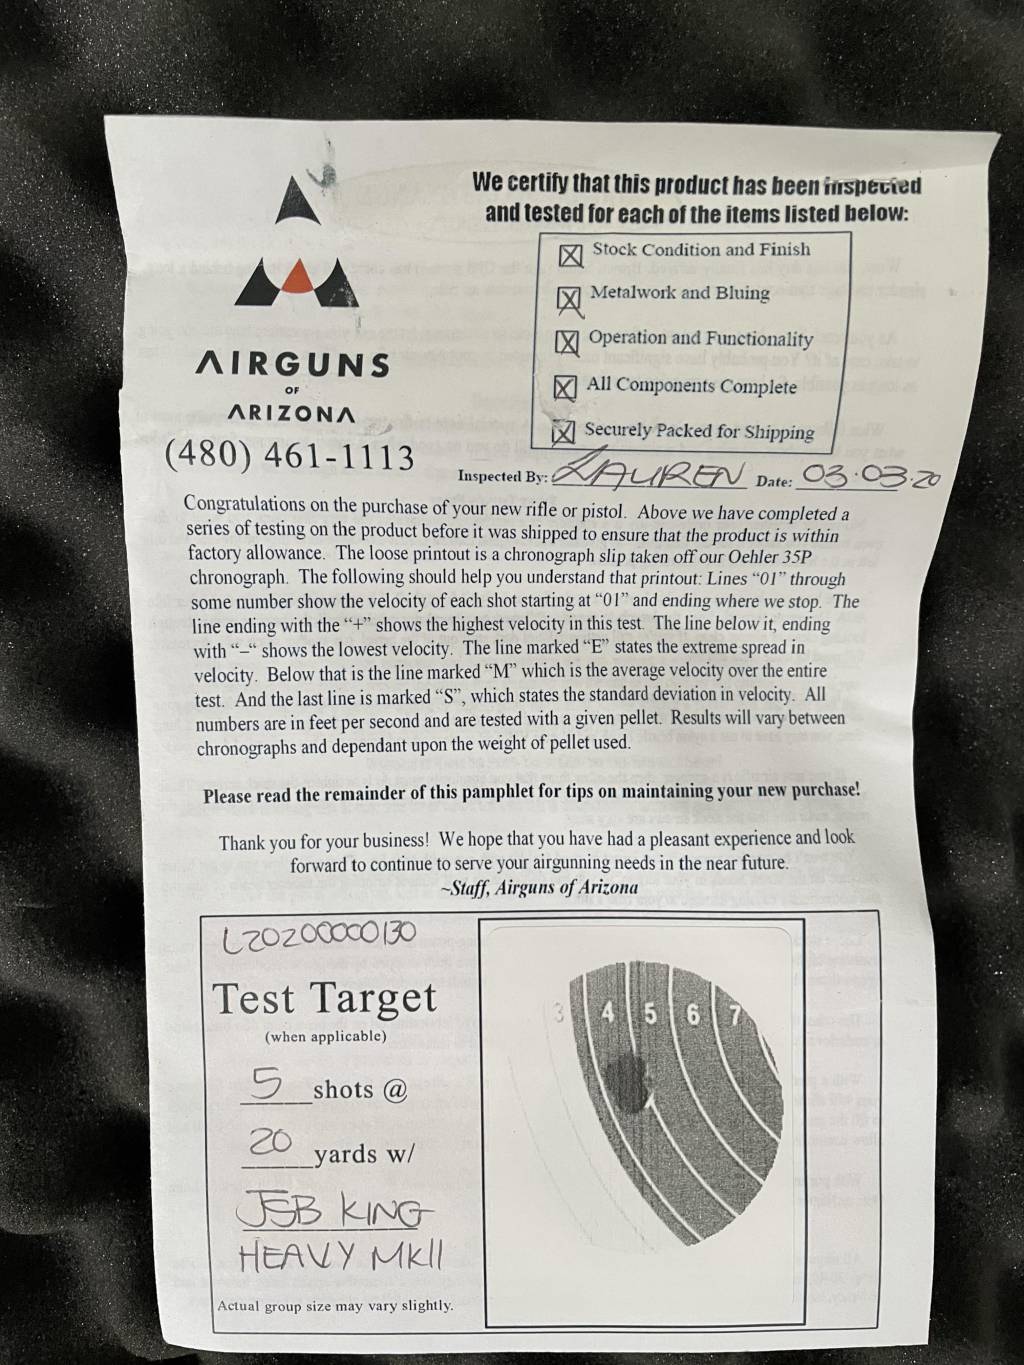 We certify that this product has been inspected
and tested for each of the items listed below:
Stock Condition and Finish
Metalwork and Bluing
Operation and Functionality
All Components Complete
Securely Packed for Shipping
AIRGUNS
OF
ARIZONA
(480) 461-1113
Inspected By: LAUREN Date: 03.03.20
Congratulations on the purchase of your new rifle or pistol. Above we have completed a
series of testing on the product before it was shipped to ensure that the product is within
factory allowance. The loose printout is a chronograph slip taken off our Oehler 35P
chronograph. The following should help you understand that printout: Lines “01” through
some number show the velocity of each shot starting at “01” and ending where we stop. The
line ending with the “+” shows the highest velocity in this test. The line below it, ending
with “–“ shows the lowest velocity. The line marked “E” states the extreme spread in
velocity. Below that is the line marked “M” which is the average velocity over the entire
test. And the last line is marked “S”, which states the standard deviation in velocity. All
numbers are in feet per second and are tested with a given pellet. Results will vary between
chronographs and dependant upon the weight of pellet used.
Please read the remainder of this pamphlet for tips on maintaining your new purchase!
Thank you for your business! We hope that you have had a pleasant experience and look
forward to continue to serve your airgunning needs in the near future.
~Staff, Airguns of Arizona
LZ020000130
Test Target
(when applicable)
5 shots @
20 yards w/
JSB KING
HEAVY MKII
Actual group size may vary slightly.
3 4 5 6 7